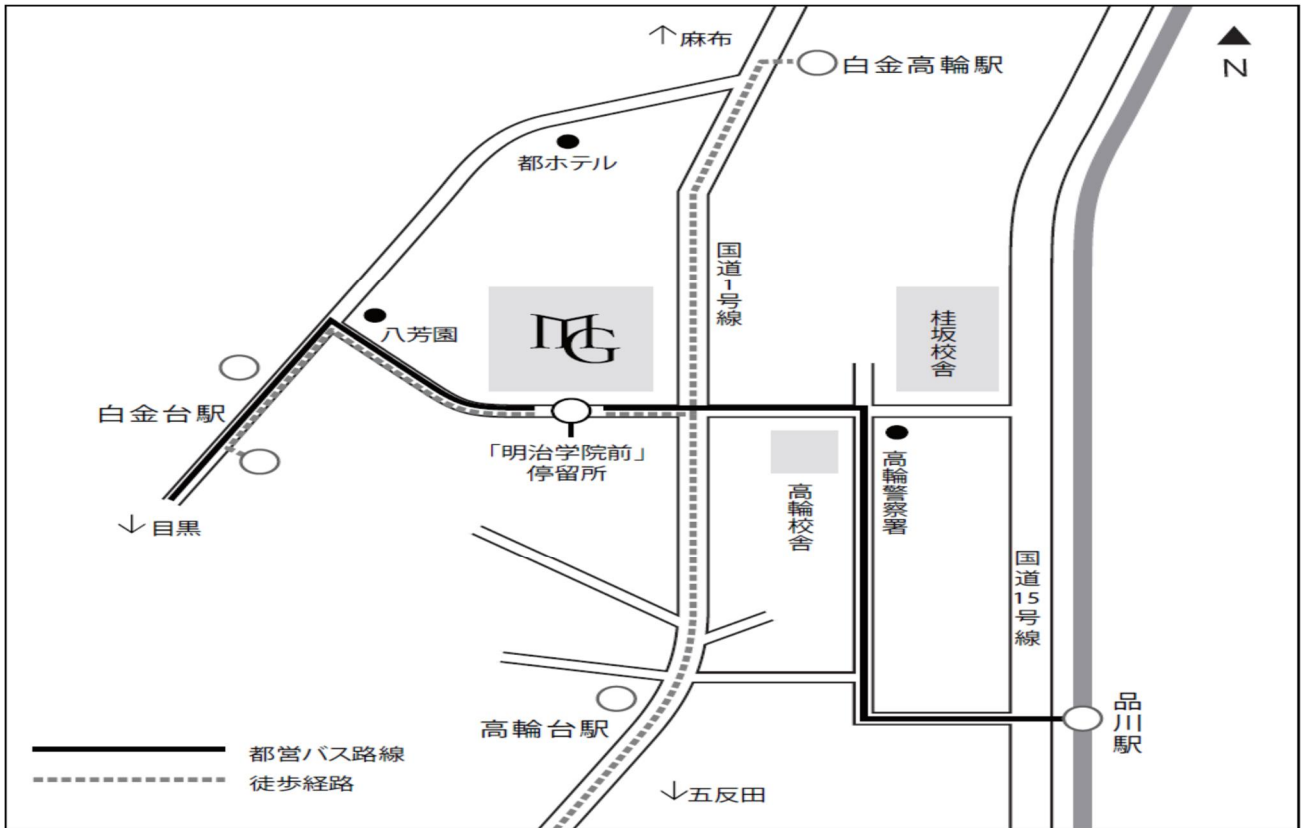 ↑麻布
白金高輪駅
N
都ホテル
国道1号線
八芳園
MG
桂坂校舎
白金台駅
「明治学院前」
停留所
高輪校舎
高輪警察署
↓目黒
国道15号線
高輪台駅
品川駅
都営バス路線
徒歩経路
↓五反田